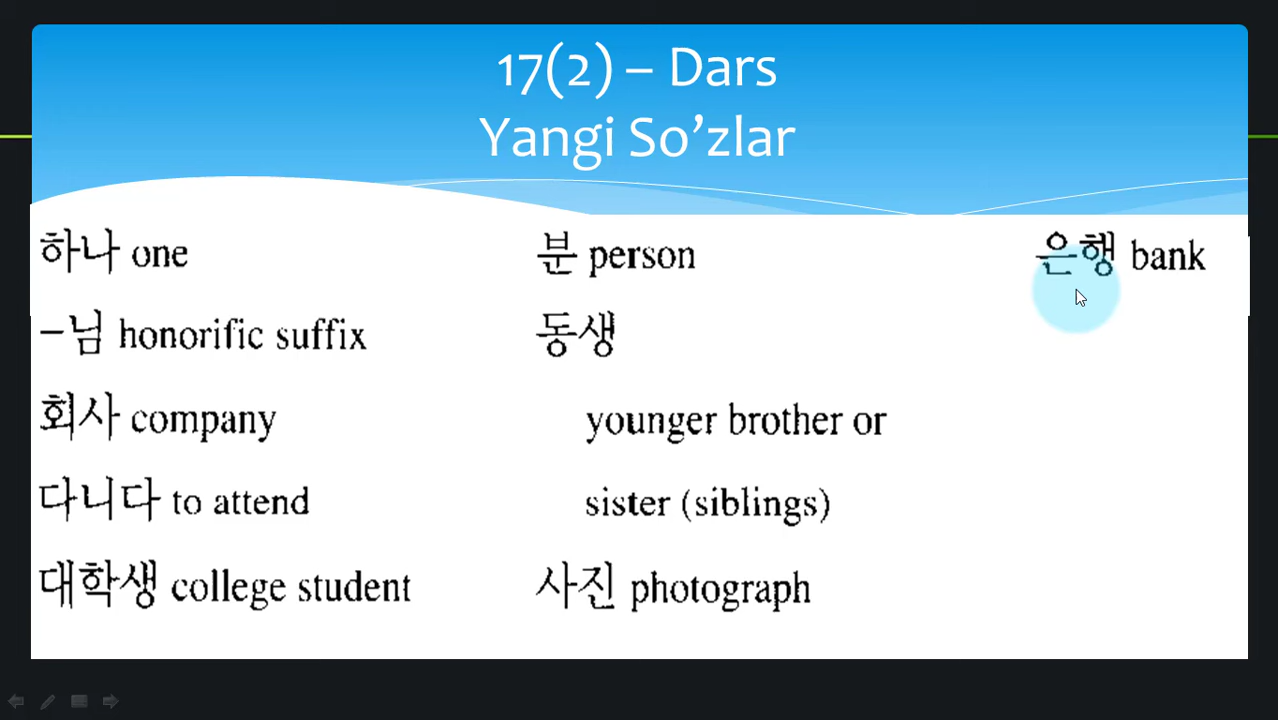 17(2) – Dars
Yangi So’zlar
하나 one
–님 honorific suffix
회사 company
다니다 to attend
대학생 college student
분 person
동생
younger brother or
sister (siblings)
사진 photograph
은행 bank